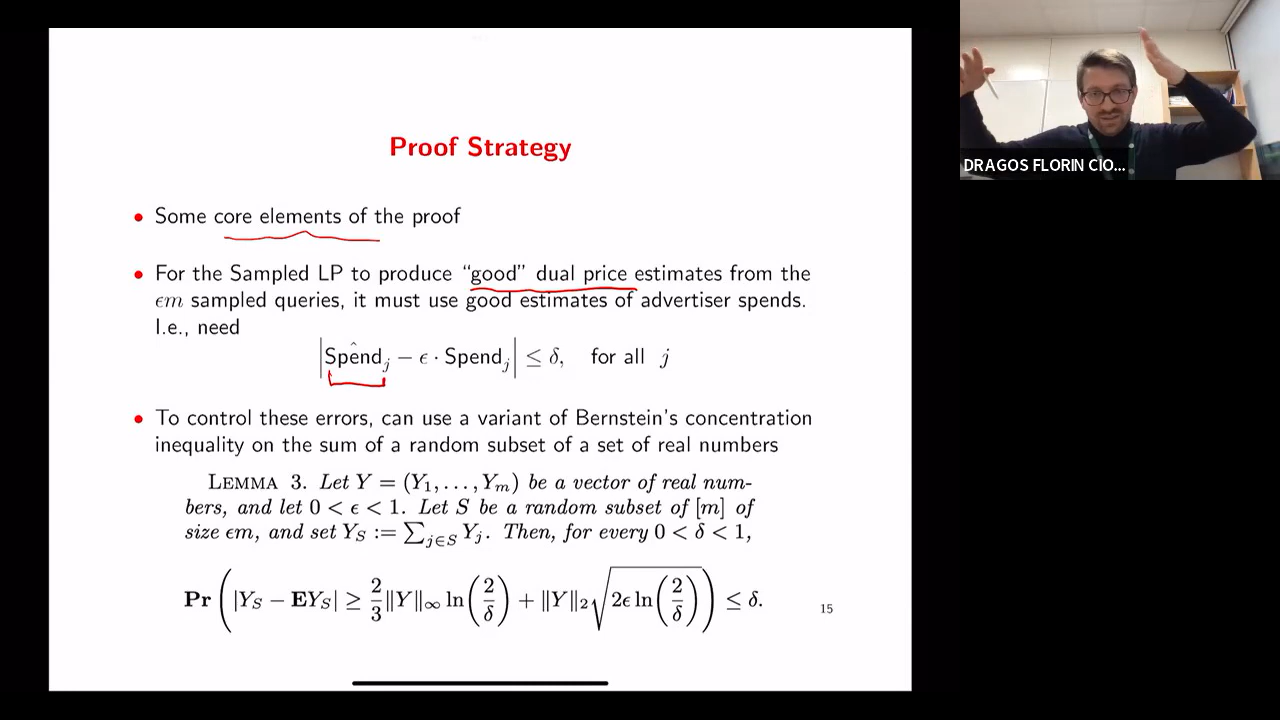 Proof Strategy
• Some core elements of the proof
• For the Sampled LP to produce “good” dual price estimates from the
ϵm sampled queries, it must use good estimates of advertiser spends.
I.e., need
|Spênd_j − ϵ · Spend_j| ≤ δ, for all j
• To control these errors, can use a variant of Bernstein’s concentration
inequality on the sum of a random subset of a set of real numbers
LEMMA 3. Let Y = (Y_1, . . . , Y_m) be a vector of real num-
bers, and let 0 < ϵ < 1. Let S be a random subset of [m] of
size ϵm, and set Y_S := ∑_{j∈S} Y_j. Then, for every 0 < δ < 1,
Pr(|Y_S − EY_S| ≥ 2/3 ‖Y‖_∞ ln(2/δ) + ‖Y‖_2 √(2ϵ ln(2/δ))) ≤ δ.
15
DRAGOS FLORIN CIO...